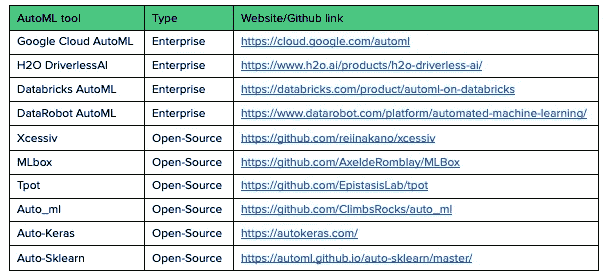 AutoML tool Type Website/Github link
Google Cloud AutoML Enterprise https://cloud.google.com/automl
H2O DriverlessAI Enterprise https://www.h2o.ai/products/h2o-driverless-ai/
Databricks AutoML Enterprise https://databricks.com/product/automl-on-databricks
DataRobot AutoML Enterprise https://www.datarobot.com/platform/automated-machine-learning/
Xcessiv Open-Source https://github.com/reiinakano/xcessiv
MLbox Open-Source https://github.com/AxeldeRomblay/MLBox
Tpot Open-Source https://github.com/EpistasisLab/tpot
Auto_ml Open-Source https://github.com/ClimbsRocks/auto_ml
Auto-Keras Open-Source https://autokeras.com/
Auto-Sklearn Open-Source https://automl.github.io/auto-sklearn/master/